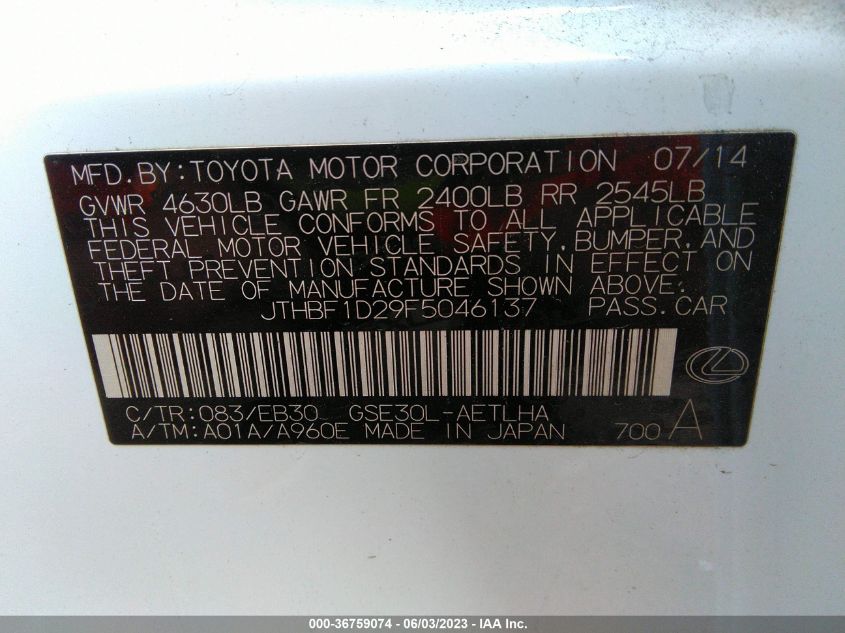 MFD.BY:TOYOTA MOTOR CORPORATION 07/14
GVWR 4630LB GAWR FR 2400LB RR 2545LB
THIS VEHICLE CONFORMS TO ALL APPLICABLE
FEDERAL MOTOR VEHICLE SAFETY, BUMPER, AND
THEFT PREVENTION STANDARDS IN EFFECT ON
THE DATE OF MANUFACTURE SHOWN ABOVE.
JTHBF1D29F5046137 PASS.CAR
C/TR:083/EB30 GSE30L-AETLHA
A/TM:A01A/A960E MADE IN JAPAN 700 A
000-36759074 - 06/03/2023 - IAA Inc.